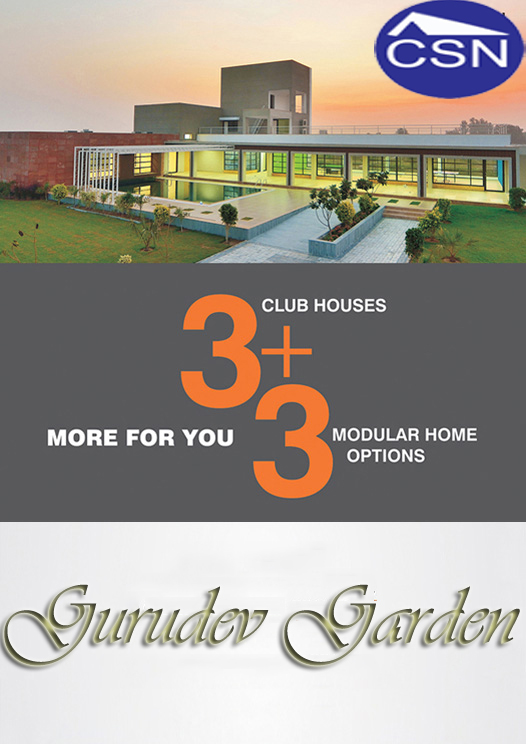 CSN
3 CLUB HOUSES
+
MORE FOR YOU 3 MODULAR HOME
OPTIONS
Gurudev Garden